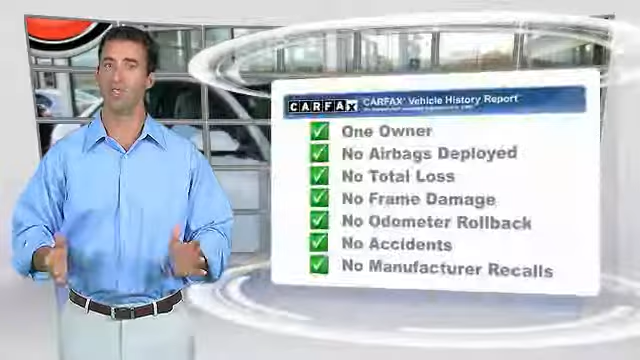 CARFAX CARFAX Vehicle History Report
One Owner
No Airbags Deployed
No Total Loss
No Frame Damage
No Odometer Rollback
No Accidents
No Manufacturer Recalls